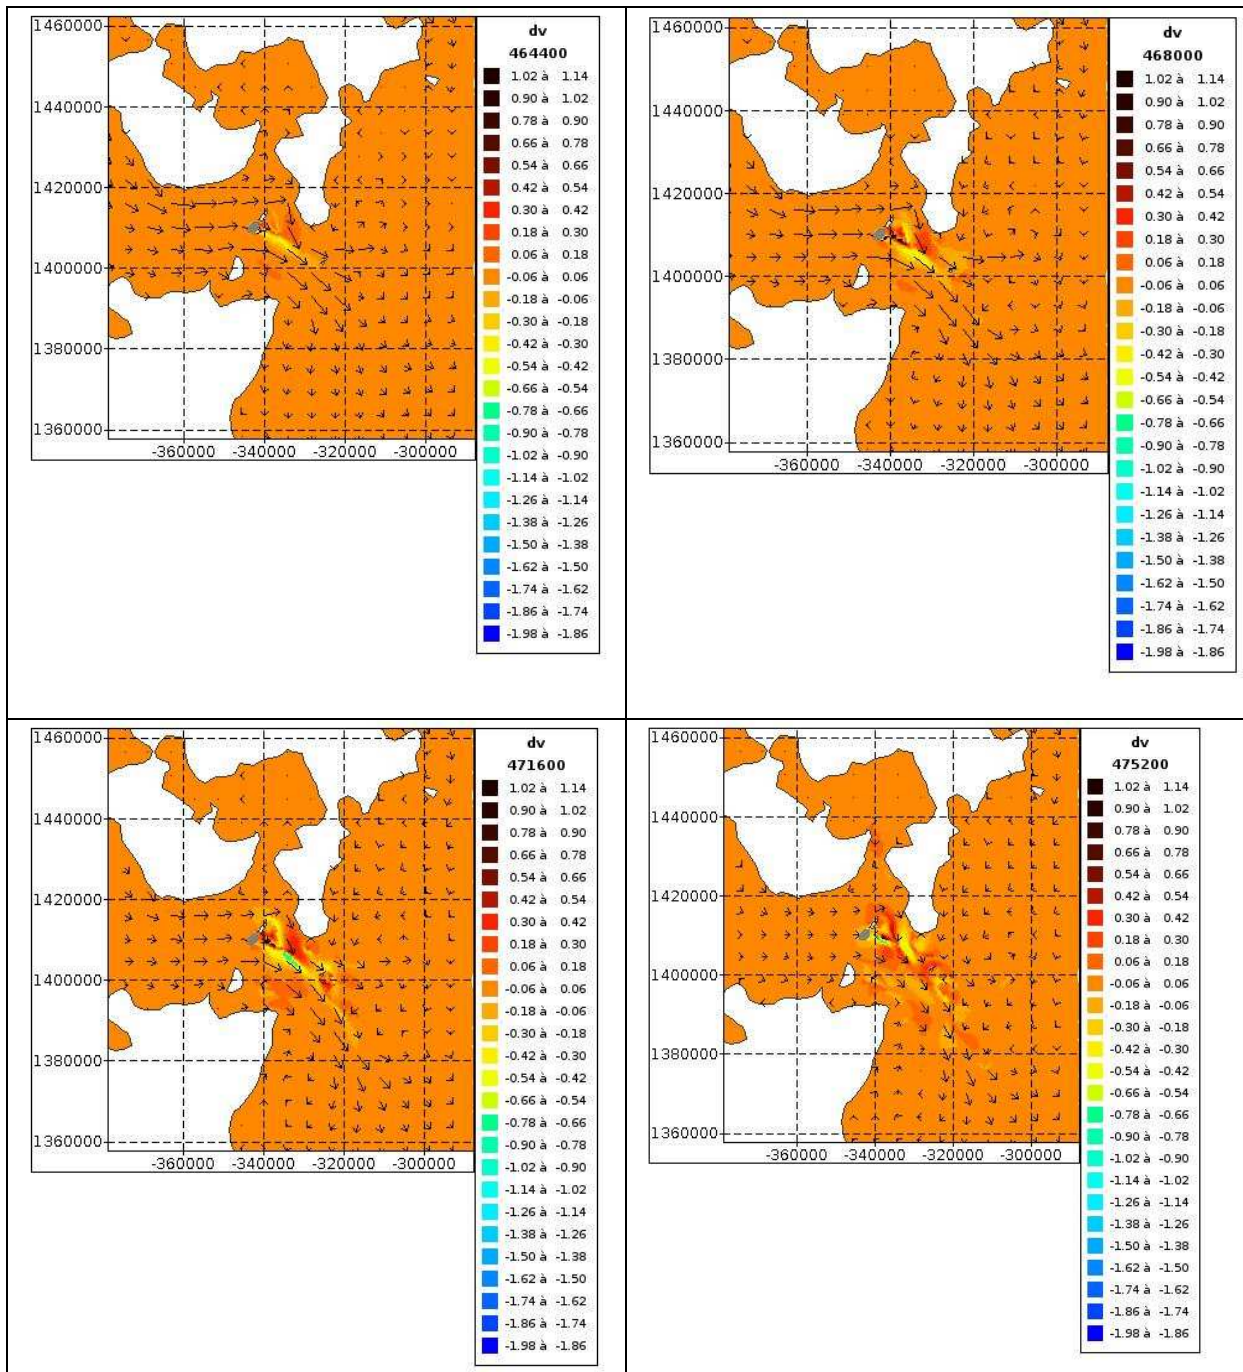 dv
464400
1.02 à 1.14
0.90 à 1.02
0.78 à 0.90
0.66 à 0.78
0.54 à 0.66
0.42 à 0.54
0.30 à 0.42
0.18 à 0.30
0.06 à 0.18
-0.06 à 0.06
-0.18 à -0.06
-0.30 à -0.18
-0.42 à -0.30
-0.54 à -0.42
-0.66 à -0.54
-0.78 à -0.66
-0.90 à -0.78
-1.02 à -0.90
-1.14 à -1.02
-1.26 à -1.14
-1.38 à -1.26
-1.50 à -1.38
-1.62 à -1.50
-1.74 à -1.62
-1.86 à -1.74
-1.98 à -1.86
1460000
1440000
1420000
1400000
1380000
1360000
-360000 -340000 -320000 -300000
dv
468000
1.02 à 1.14
0.90 à 1.02
0.78 à 0.90
0.66 à 0.78
0.54 à 0.66
0.42 à 0.54
0.30 à 0.42
0.18 à 0.30
0.06 à 0.18
-0.06 à 0.06
-0.18 à -0.06
-0.30 à -0.18
-0.42 à -0.30
-0.54 à -0.42
-0.66 à -0.54
-0.78 à -0.66
-0.90 à -0.78
-1.02 à -0.90
-1.14 à -1.02
-1.26 à -1.14
-1.38 à -1.26
-1.50 à -1.38
-1.62 à -1.50
-1.74 à -1.62
-1.86 à -1.74
-1.98 à -1.86
1460000
1440000
1420000
1400000
1380000
1360000
-360000 -340000 -320000 -300000
dv
471600
1.02 à 1.14
0.90 à 1.02
0.78 à 0.90
0.66 à 0.78
0.54 à 0.66
0.42 à 0.54
0.30 à 0.42
0.18 à 0.30
0.06 à 0.18
-0.06 à 0.06
-0.18 à -0.06
-0.30 à -0.18
-0.42 à -0.30
-0.54 à -0.42
-0.66 à -0.54
-0.78 à -0.66
-0.90 à -0.78
-1.02 à -0.90
-1.14 à -1.02
-1.26 à -1.14
-1.38 à -1.26
-1.50 à -1.38
-1.62 à -1.50
-1.74 à -1.62
-1.86 à -1.74
-1.98 à -1.86
1460000
1440000
1420000
1400000
1380000
1360000
-360000 -340000 -320000 -300000
dv
475200
1.02 à 1.14
0.90 à 1.02
0.78 à 0.90
0.66 à 0.78
0.54 à 0.66
0.42 à 0.54
0.30 à 0.42
0.18 à 0.30
0.06 à 0.18
-0.06 à 0.06
-0.18 à -0.06
-0.30 à -0.18
-0.42 à -0.30
-0.54 à -0.42
-0.66 à -0.54
-0.78 à -0.66
-0.90 à -0.78
-1.02 à -0.90
-1.14 à -1.02
-1.26 à -1.14
-1.38 à -1.26
-1.50 à -1.38
-1.62 à -1.50
-1.74 à -1.62
-1.86 à -1.74
-1.98 à -1.86
1460000
1440000
1420000
1400000
1380000
1360000
-360000 -340000 -320000 -300000